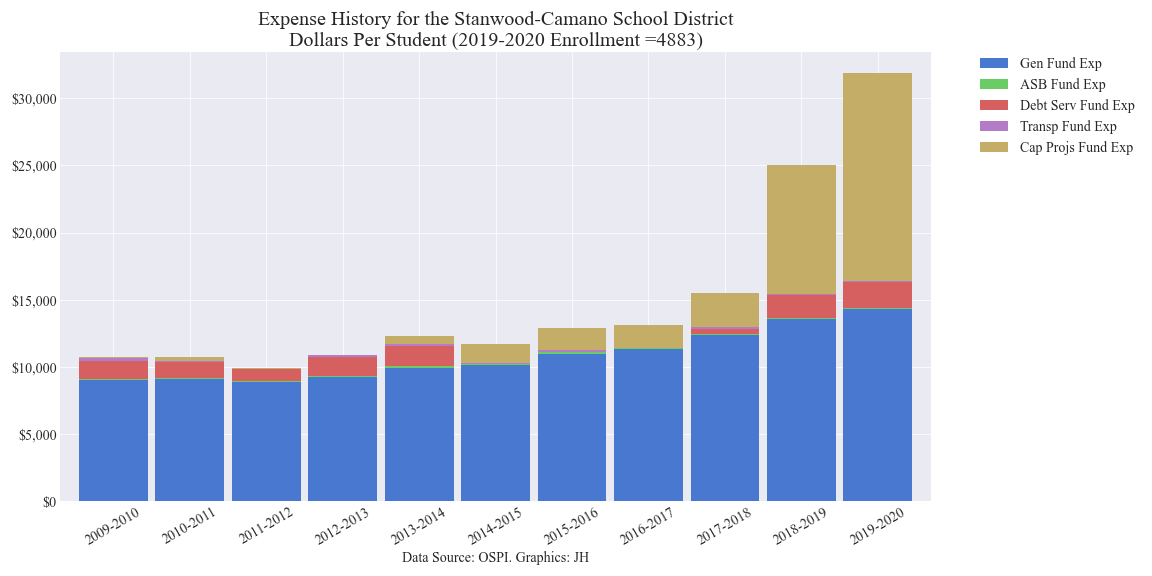 Expense History for the Stanwood-Camano School District
Dollars Per Student (2019-2020 Enrollment =4883)
Gen Fund Exp
ASB Fund Exp
Debt Serv Fund Exp
Transp Fund Exp
Cap Projs Fund Exp
$30,000
$25,000
$20,000
$15,000
$10,000
$5,000
$0
2009-2010
2010-2011
2011-2012
2012-2013
2013-2014
2014-2015
2015-2016
2016-2017
2017-2018
2018-2019
2019-2020
Data Source: OSPI. Graphics: JH